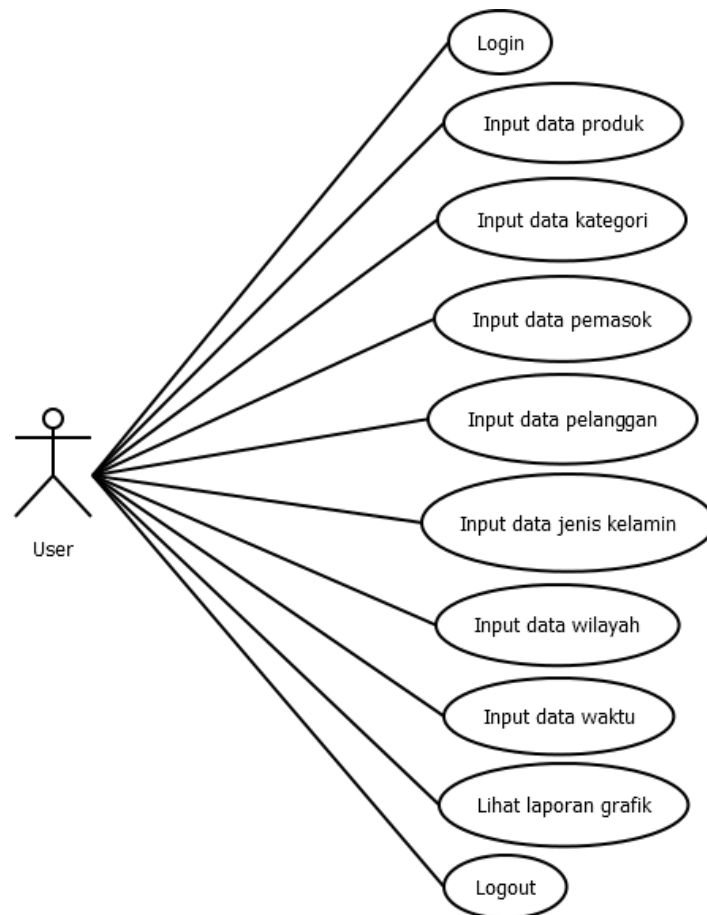 Login
Input data produk
Input data kategori
Input data pemasok
Input data pelanggan
Input data jenis kelamin
User
Input data wilayah
Input data waktu
Lihat laporan grafik
Logout